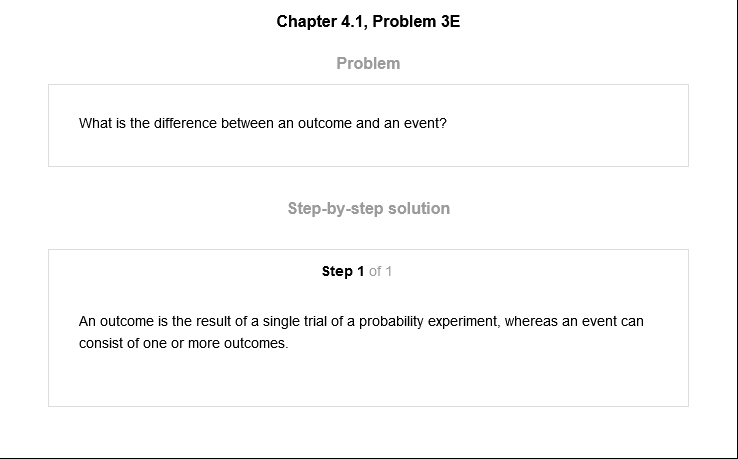 Chapter 4.1, Problem 3E
Problem
What is the difference between an outcome and an event?
Step-by-step solution
Step 1 of 1
An outcome is the result of a single trial of a probability experiment, whereas an event can
consist of one or more outcomes.